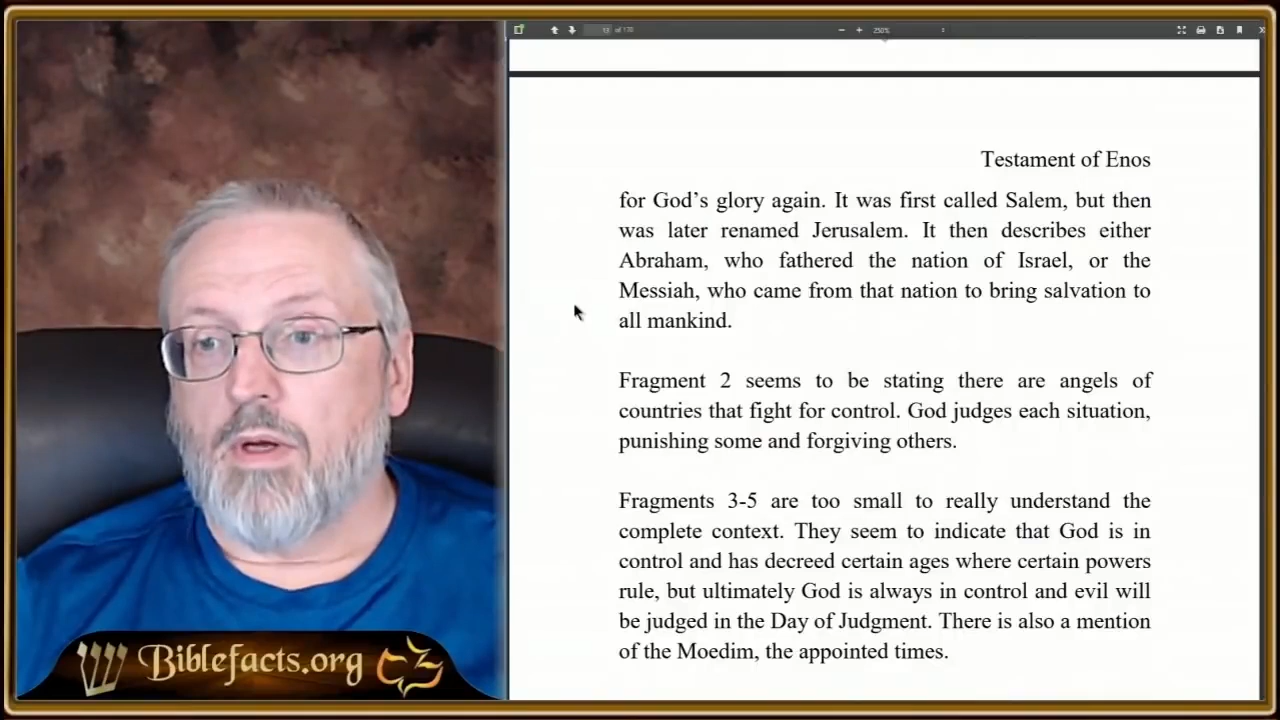 13 of 170
250%
Testament of Enos
for God’s glory again. It was first called Salem, but then
was later renamed Jerusalem. It then describes either
Abraham, who fathered the nation of Israel, or the
Messiah, who came from that nation to bring salvation to
all mankind.
Fragment 2 seems to be stating there are angels of
countries that fight for control. God judges each situation,
punishing some and forgiving others.
Fragments 3-5 are too small to really understand the
complete context. They seem to indicate that God is in
control and has decreed certain ages where certain powers
rule, but ultimately God is always in control and evil will
be judged in the Day of Judgment. There is also a mention
of the Moedim, the appointed times.
Biblefacts.org